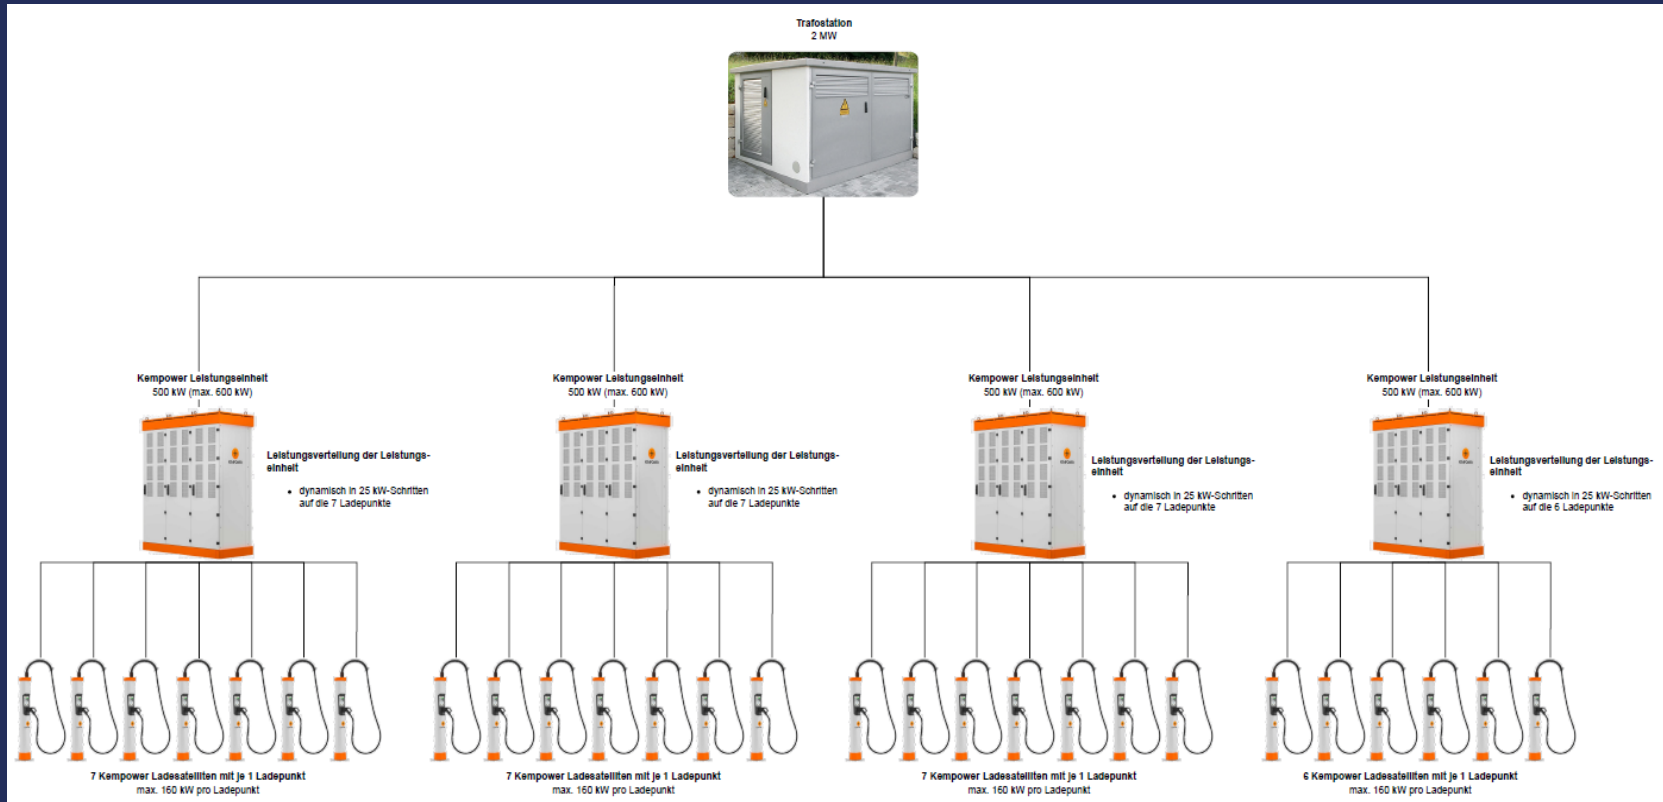 Trafostation
2 MW
Kempower Leistungseinheit
500 kW (max. 600 kW)
Kempower Leistungseinheit
500 kW (max. 600 kW)
Kempower Leistungseinheit
500 kW (max. 600 kW)
Kempower Leistungseinheit
500 kW (max. 600 kW)
Leistungsverteilung der Leistungs-
einheit
• dynamisch in 25 kW-Schritten
auf die 7 Ladepunkte
Leistungsverteilung der Leistungs-
einheit
• dynamisch in 25 kW-Schritten
auf die 7 Ladepunkte
Leistungsverteilung der Leistungs-
einheit
• dynamisch in 25 kW-Schritten
auf die 7 Ladepunkte
Leistungsverteilung der Leistungs-
einheit
• dynamisch in 25 kW-Schritten
auf die 6 Ladepunkte
7 Kempower Ladesatelliten mit je 1 Ladepunkt
max. 160 kW pro Ladepunkt
7 Kempower Ladesatelliten mit je 1 Ladepunkt
max. 160 kW pro Ladepunkt
7 Kempower Ladesatelliten mit je 1 Ladepunkt
max. 160 kW pro Ladepunkt
6 Kempower Ladesatelliten mit je 1 Ladepunkt
max. 160 kW pro Ladepunkt